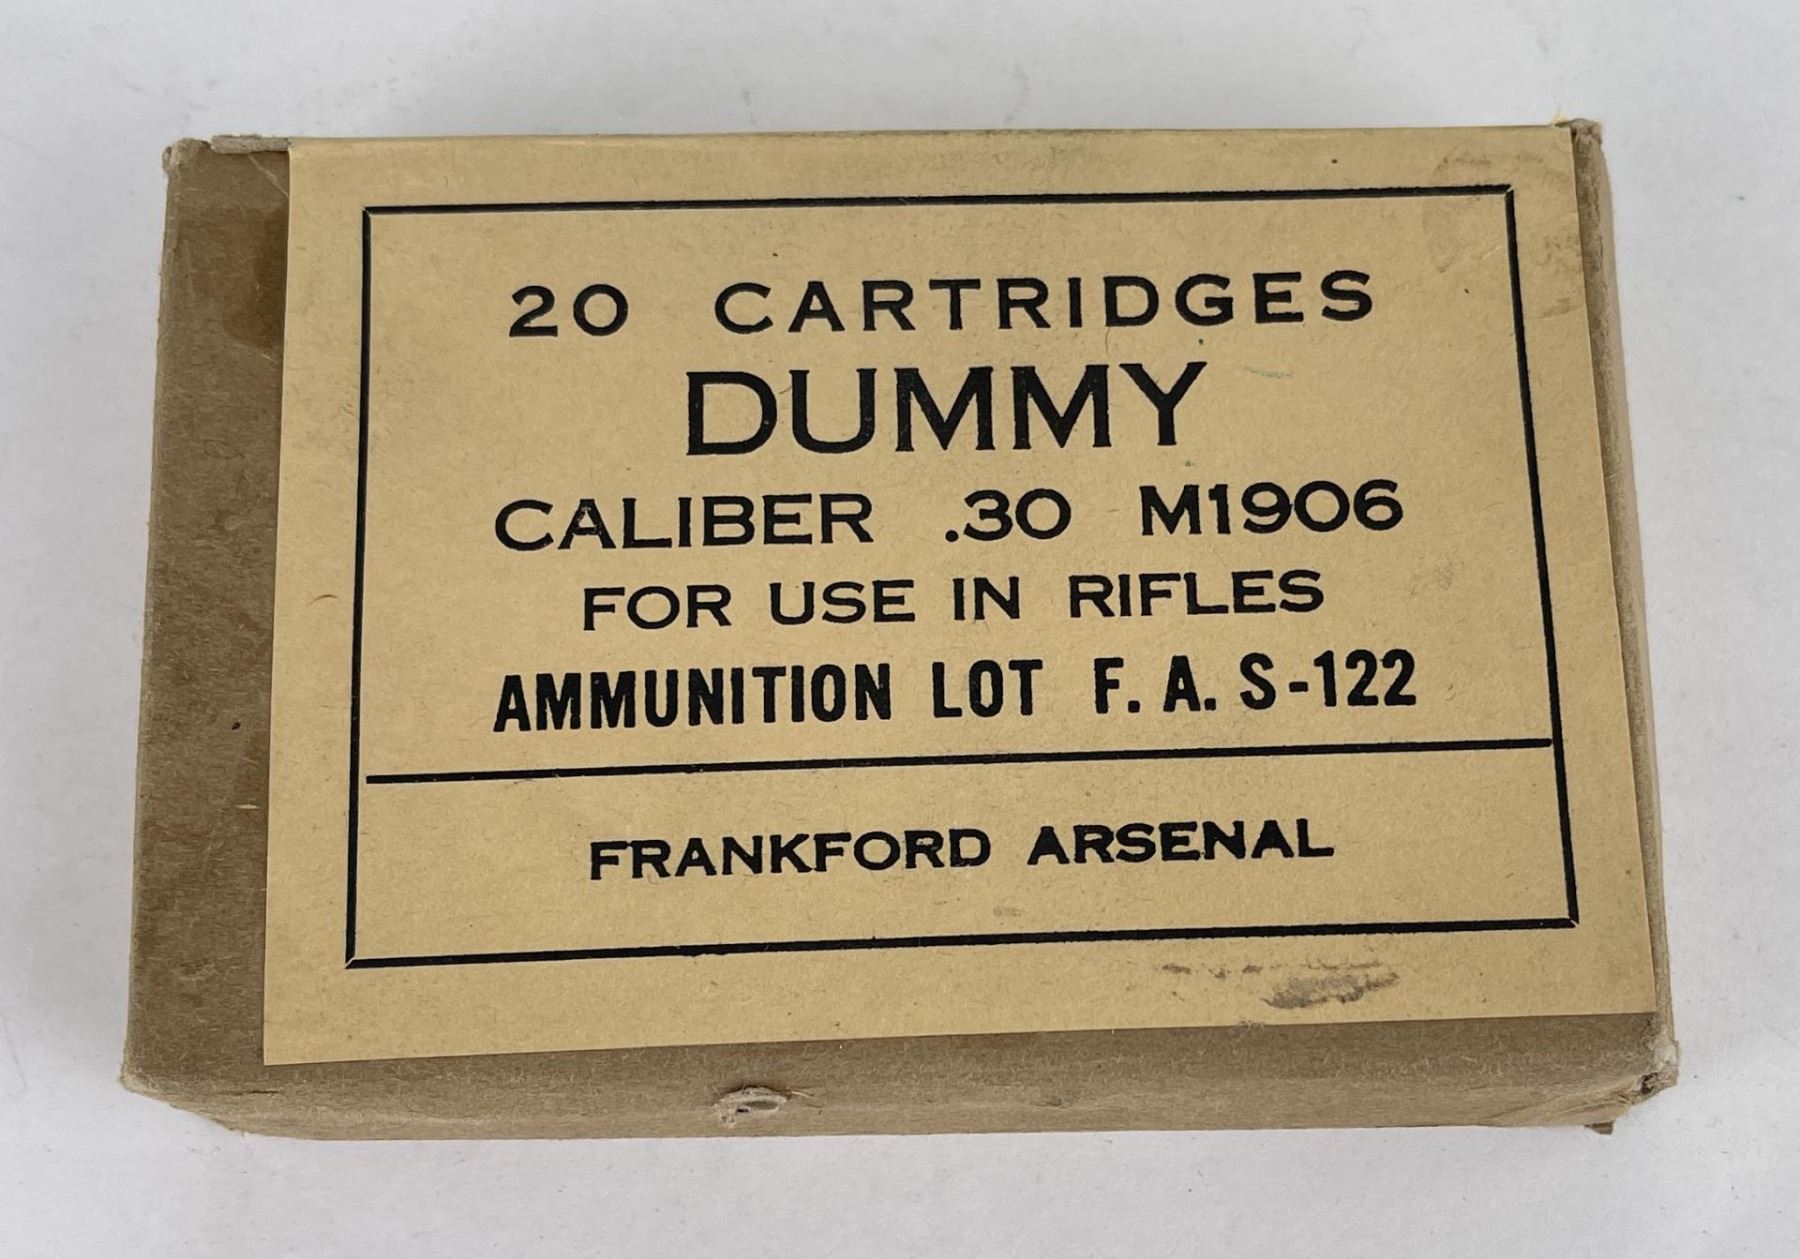 20 CARTRIDGES
DUMMY
CALIBER .30 M1906
FOR USE IN RIFLES
AMMUNITION LOT F. A. S-122
FRANKFORD ARSENAL